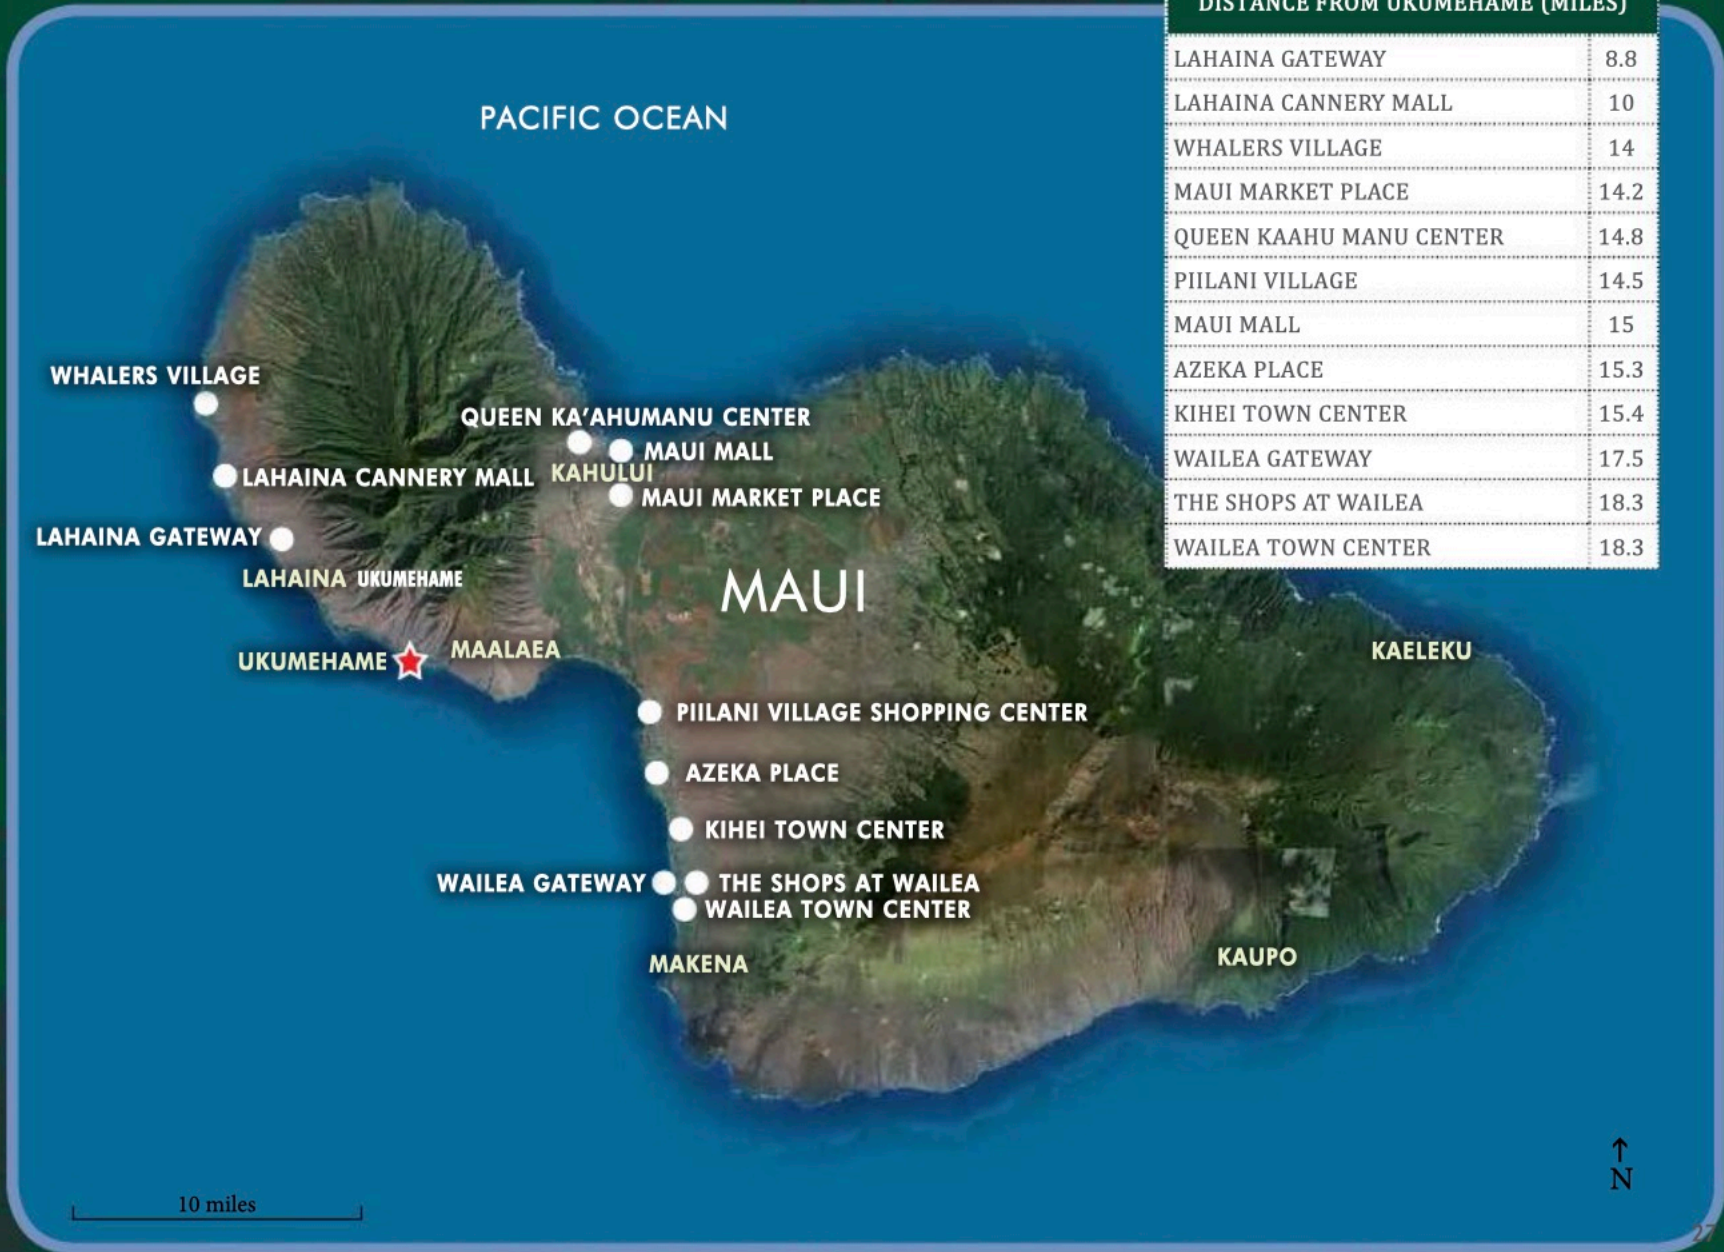 DISTANCE FROM UKUMEHAME (MILES)
LAHAINA GATEWAY 8.8
LAHAINA CANNERY MALL 10
WHALERS VILLAGE 14
MAUI MARKET PLACE 14.2
QUEEN KAAHU MANU CENTER 14.8
PIILANI VILLAGE 14.5
MAUI MALL 15
AZEKA PLACE 15.3
KIHEI TOWN CENTER 15.4
WAILEA GATEWAY 17.5
THE SHOPS AT WAILEA 18.3
WAILEA TOWN CENTER 18.3
PACIFIC OCEAN
WHALERS VILLAGE
QUEEN KA'AHUMANU CENTER
MAUI MALL
LAHAINA CANNERY MALL
KAHULUI
MAUI MARKET PLACE
LAHAINA GATEWAY
LAHAINA
UKUMEHAME
MAUI
UKUMEHAME
MAALAEA
KAELEKU
PIILANI VILLAGE SHOPPING CENTER
AZEKA PLACE
KIHEI TOWN CENTER
WAILEA GATEWAY
THE SHOPS AT WAILEA
WAILEA TOWN CENTER
MAKENA
KAUPO
10 miles
N
27